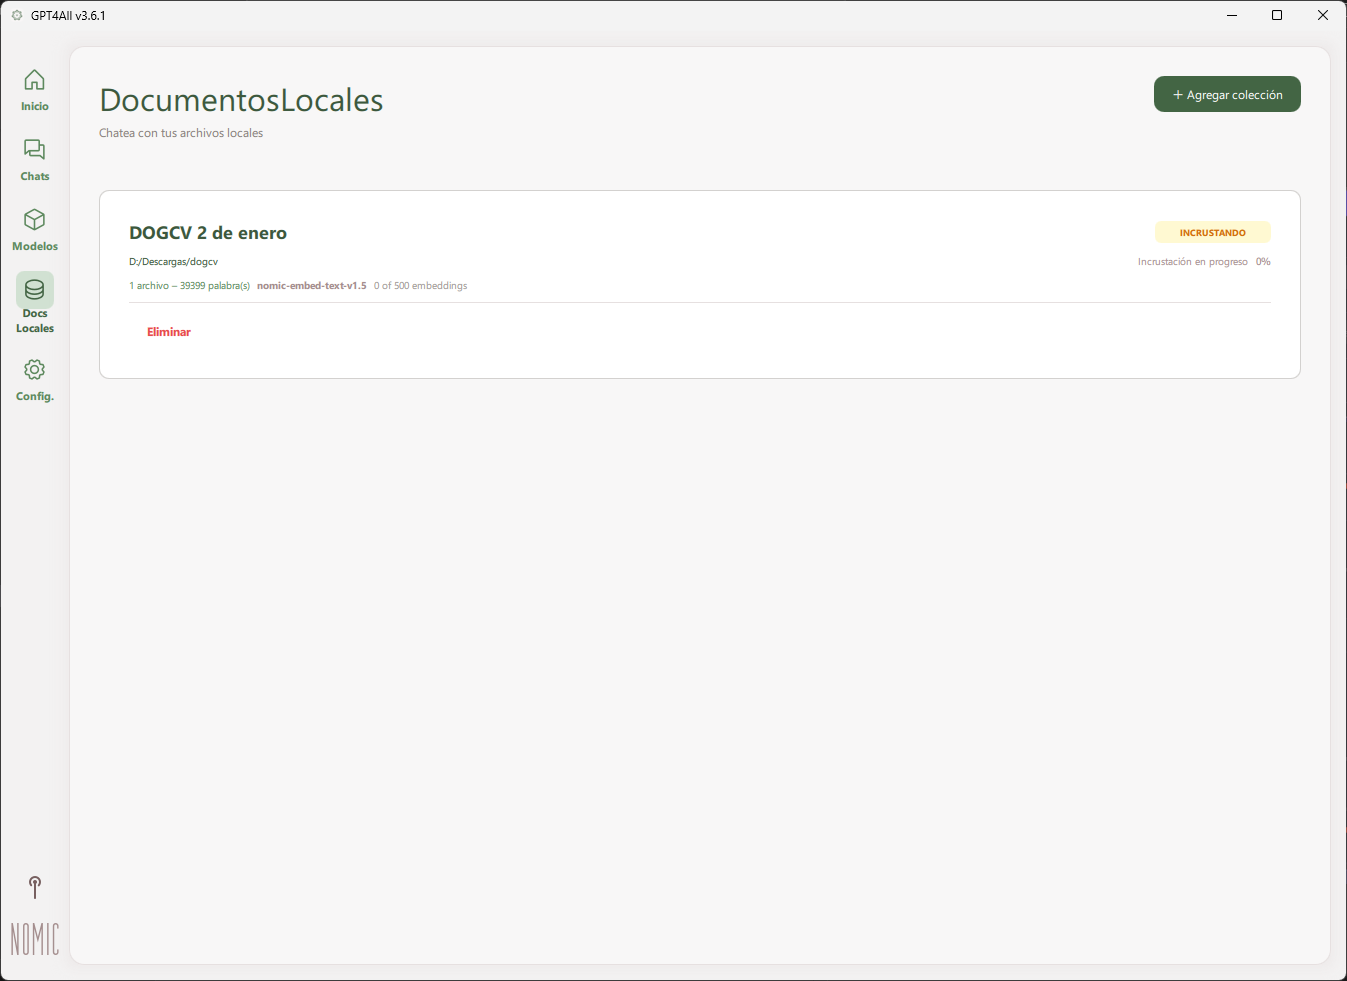 GPT4All v3.6.1
Inicio
Chats
Modelos
Docs
Locales
Config.
NOMIC
DocumentosLocales
Chatea con tus archivos locales
+ Agregar colección
DOGCV 2 de enero
INCRUSTANDO
D:/Descargas/dogcv
Incrustación en progreso 0%
1 archivo – 39399 palabra(s) nomic-embed-text-v1.5 0 of 500 embeddings
Eliminar